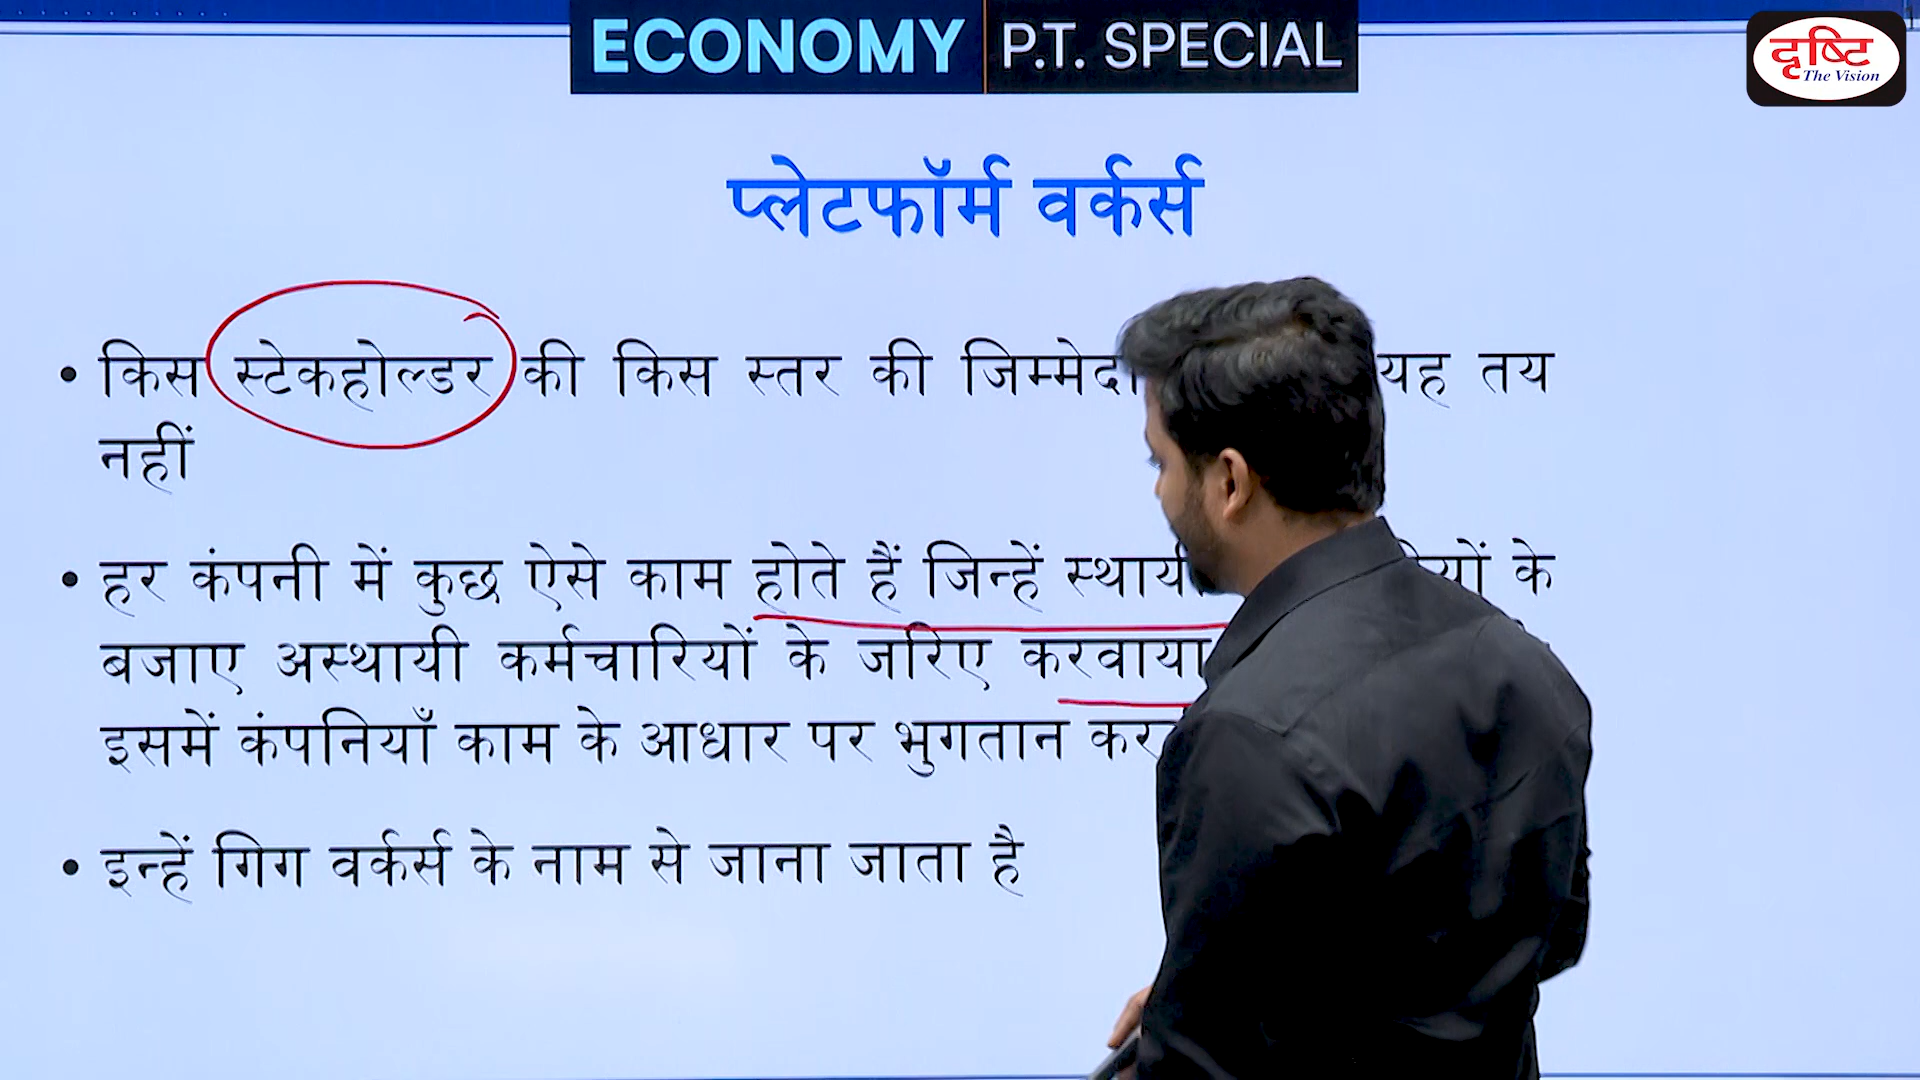 ECONOMY P.T. SPECIAL
दृष्टि
The Vision
प्लेटफॉर्म वर्कर्स
• किस स्टेकहोल्डर की किस स्तर की यह तय
नहीं
• हर कंपनी में कुछ ऐसे काम होते हैं जिन्हें के
बजाए अस्थायी कर्मचारियों के जरिए करवाया
इसमें कंपनियाँ काम के आधार पर भुगतान
• इन्हें गिग वर्कर्स के नाम से जाना जाता है